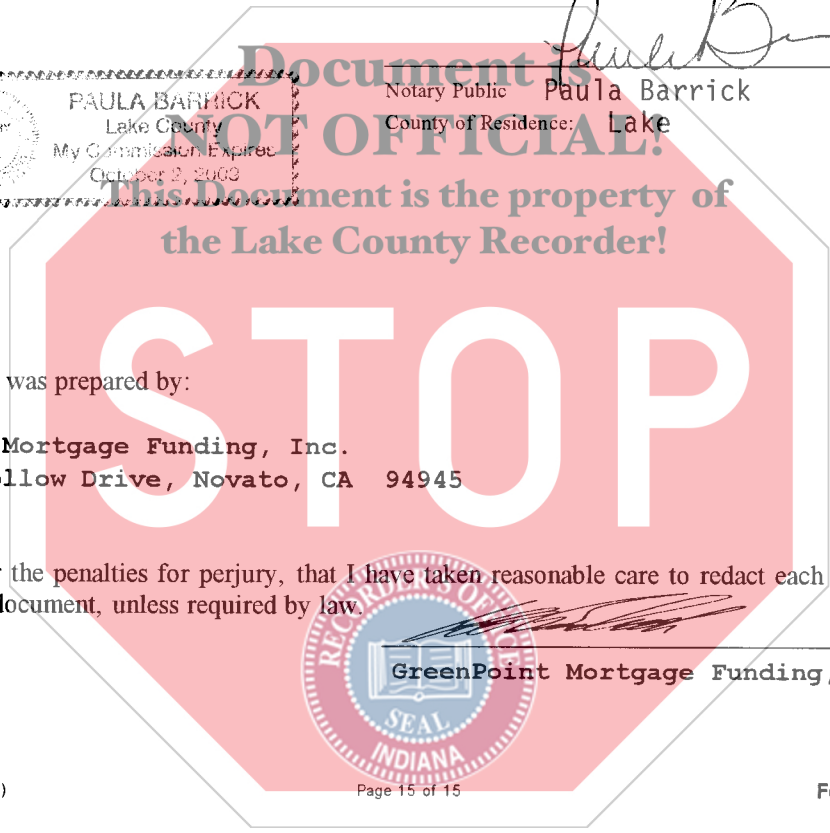 Document is
NOT OFFICIAL!
This Document is the property of
the Lake County Recorder!
STOP
PAULA BARRICK
Lake County
My Commission Expires
October 2, 2003
Notary Public Paula Barrick
County of Residence: Lake
was prepared by:
Mortgage Funding, Inc.
llow Drive, Novato, CA 94945
the penalties for perjury, that I have taken reasonable care to redact each
document, unless required by law.
RECORDER'S OFFICE
SEAL
INDIANA
GreenPoint Mortgage Funding,
)
Page 15 of 15